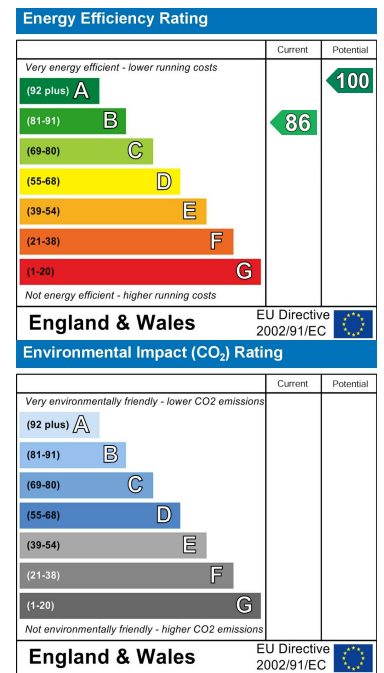 Energy Efficiency Rating
Current Potential
Very energy efficient - lower running costs
(92 plus) A
100
(81-91) B
86
(69-80) C
(55-68) D
(39-54) E
(21-38) F
(1-20) G
Not energy efficient - higher running costs
England & Wales
EU Directive
2002/91/EC
Environmental Impact (CO₂) Rating
Current Potential
Very environmentally friendly - lower CO2 emissions
(92 plus) A
(81-91) B
(69-80) C
(55-68) D
(39-54) E
(21-38) F
(1-20) G
Not environmentally friendly - higher CO2 emissions
England & Wales
EU Directive
2002/91/EC